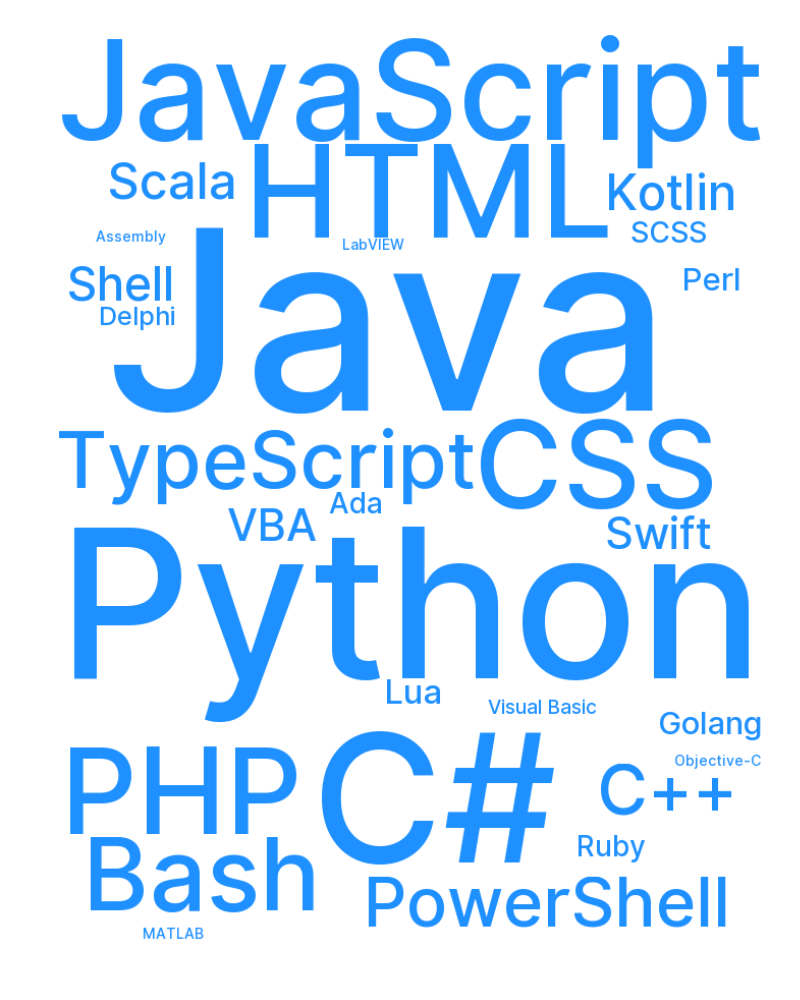 JavaScript
Scala HTML Kotlin
SCSS
Assembly LabVIEW
Shell Java Perl
Delphi
TypeScript CSS
Ada
VBA Swift
Python
Lua
Visual Basic
Golang
Objective-C
PHP C# C++
Ruby
Bash PowerShell
MATLAB